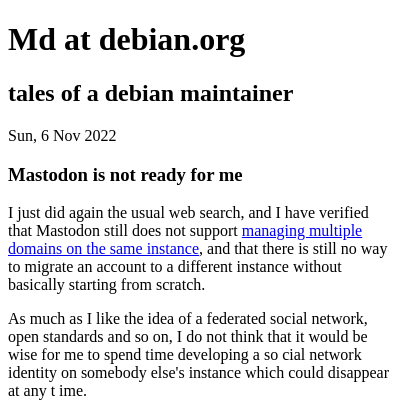 Md at debian.org
tales of a debian maintainer
Sun, 6 Nov 2022
Mastodon is not ready for me
I just did again the usual web search, and I have verified
that Mastodon still does not support managing multiple
domains on the same instance, and that there is still no way
to migrate an account to a different instance without
basically starting from scratch.
As much as I like the idea of a federated social network,
open standards and so on, I do not think that it would be
wise for me to spend time developing a so cial network
identity on somebody else's instance which could disappear
at any t ime.